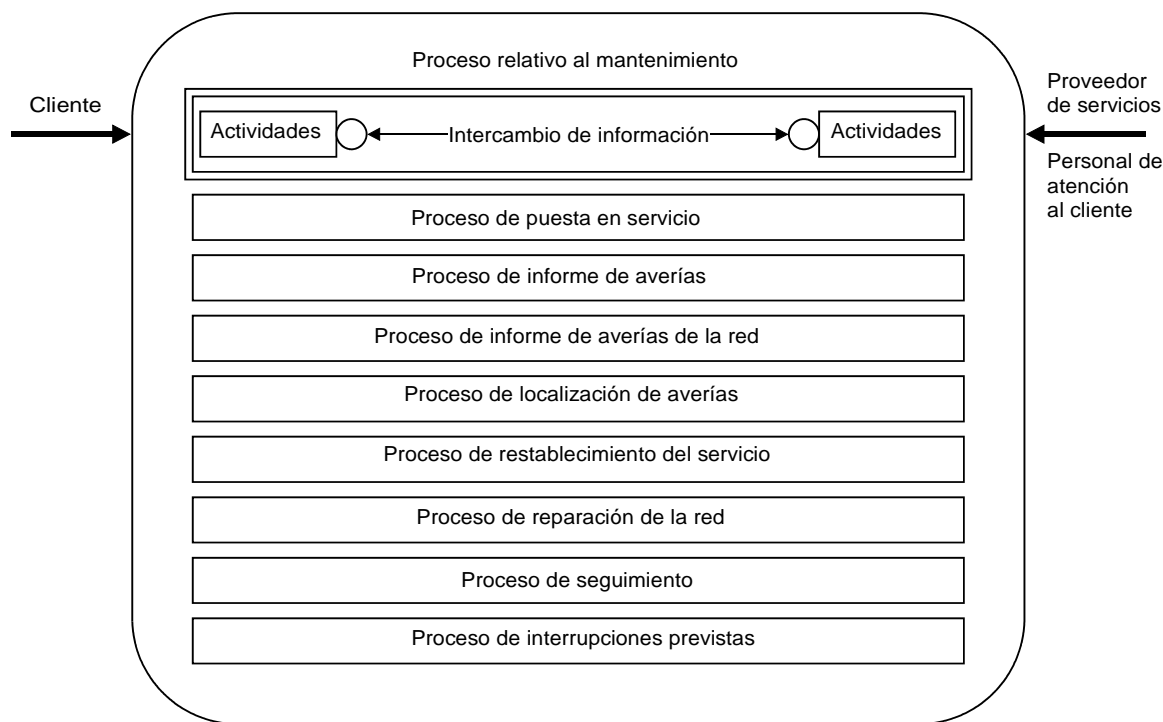 Proceso relativo al mantenimiento
Cliente
Proveedor
de servicios
Personal de
atención
al cliente
Actividades
Intercambio de información
Actividades
Proceso de puesta en servicio
Proceso de informe de averías
Proceso de informe de averías de la red
Proceso de localización de averías
Proceso de restablecimiento del servicio
Proceso de reparación de la red
Proceso de seguimiento
Proceso de interrupciones previstas